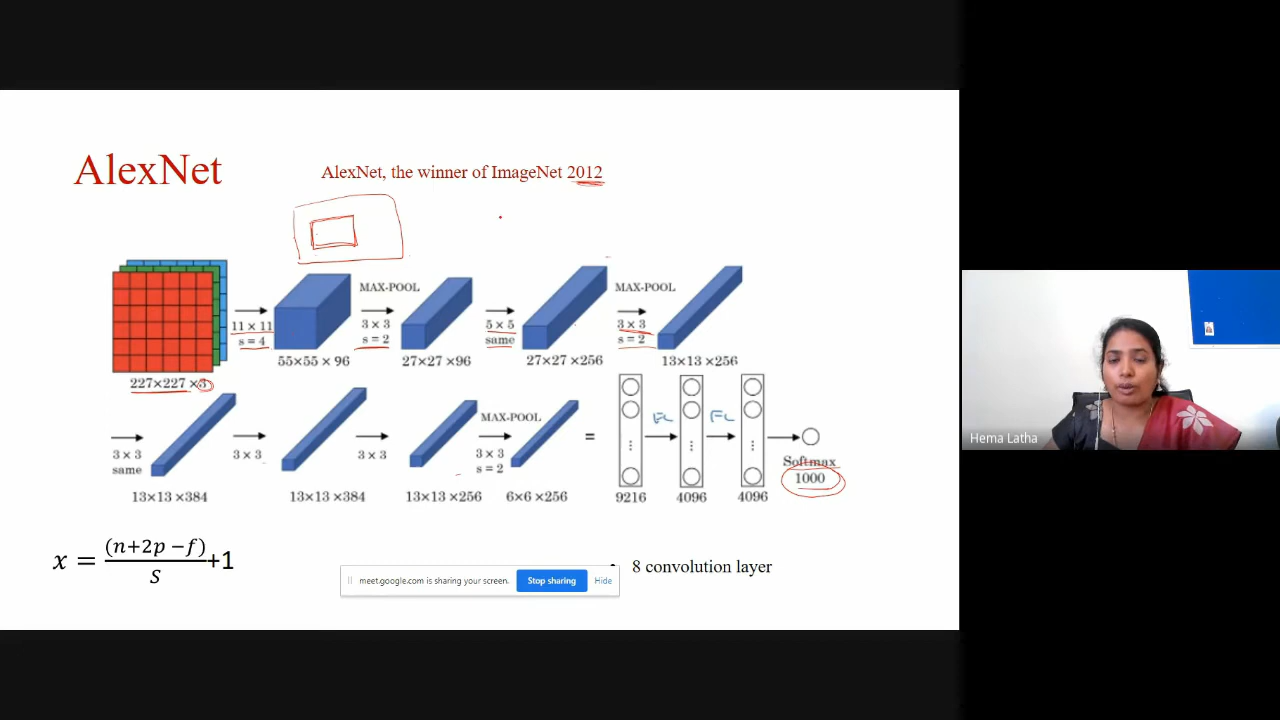 AlexNet
AlexNet, the winner of ImageNet 2012
MAX-POOL
MAX-POOL
11 × 11
s = 4
3 × 3
s = 2
5 × 5
same
3 × 3
s = 2
227×227 ×3
55×55 × 96
27×27 ×96
27×27 ×256
13×13 ×256
3 × 3
same
3 × 3
3 × 3
MAX-POOL
3 × 3
s = 2
=
FC
FC
13×13 ×384
13×13 ×384
13×13 ×256
6×6 ×256
9216
4096
4096
Softmax
1000
x = (n+2p −f)/S +1
meet.google.com is sharing your screen.
Stop sharing
Hide
• 8 convolution layer
Hema Latha